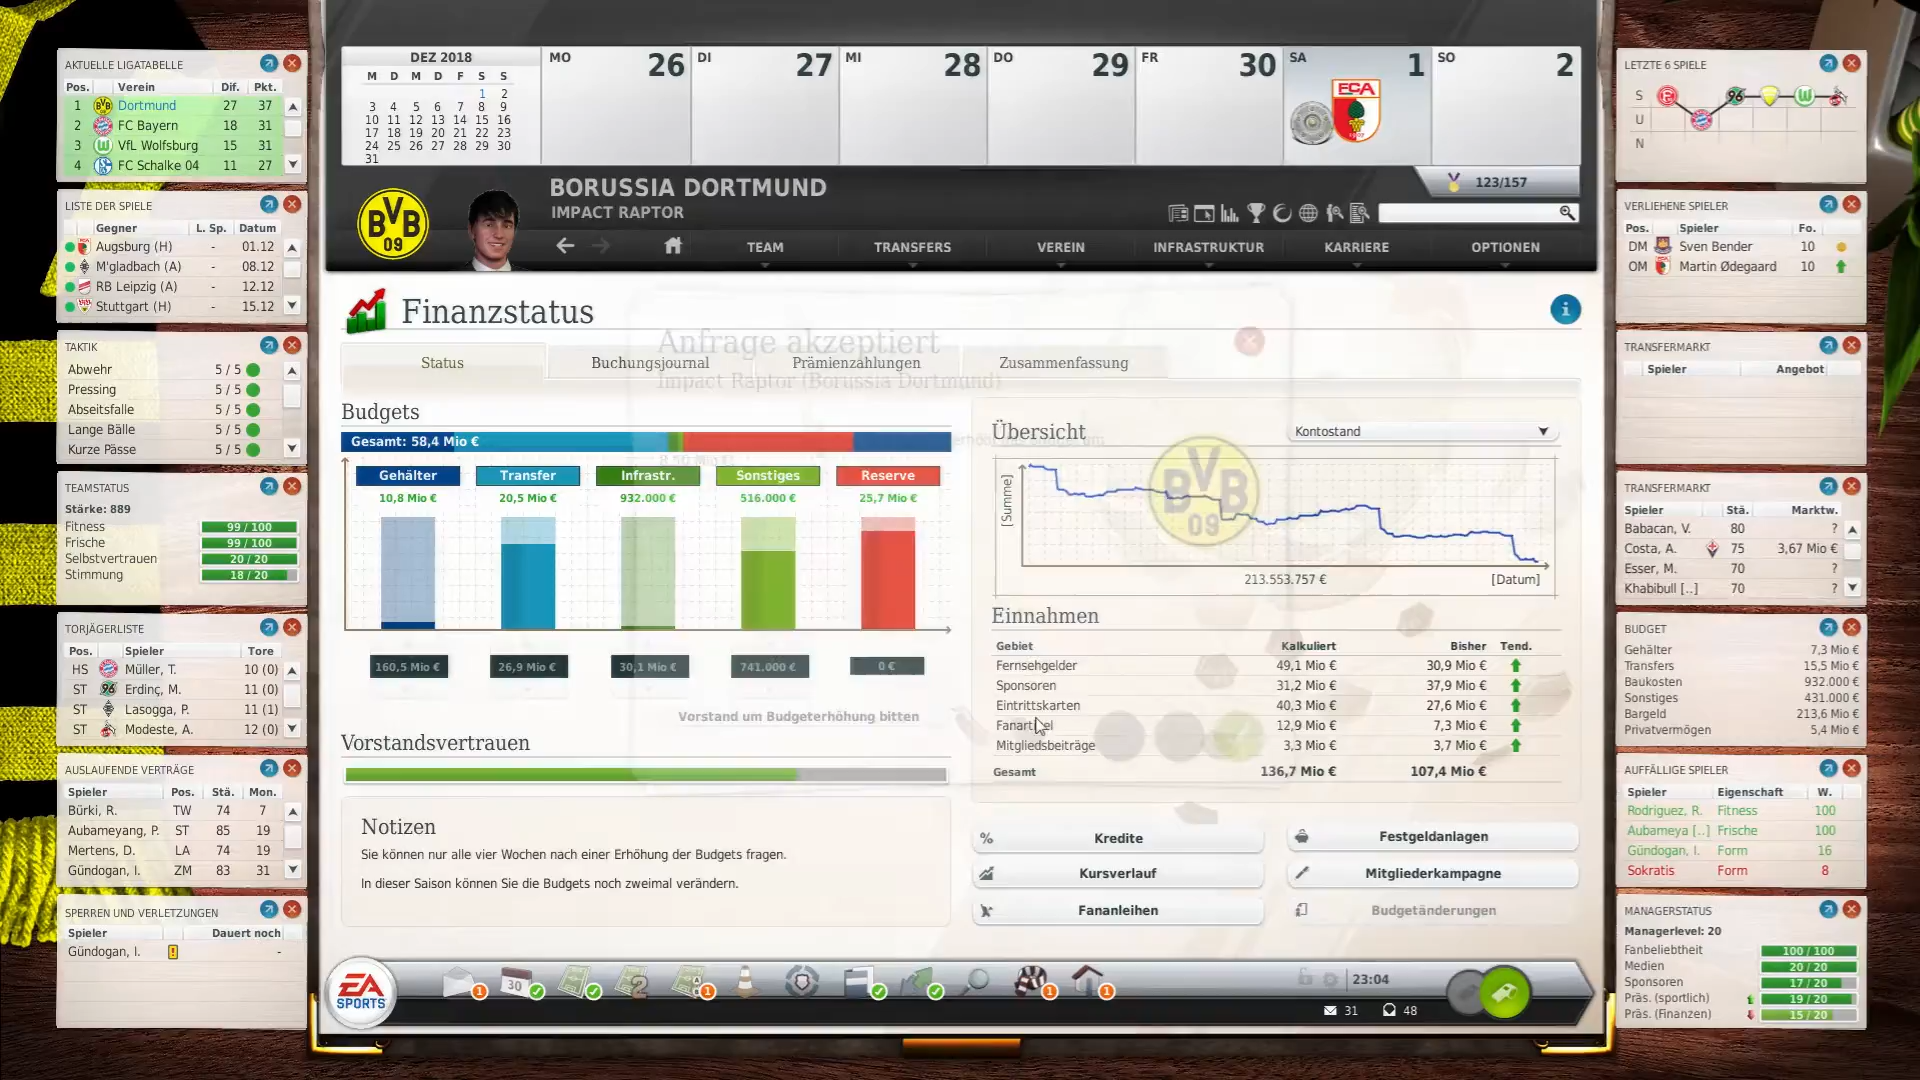 AKTUELLE LIGATABELLE
Pos. Verein Dif. Pkt.
1 Dortmund 27 37
2 FC Bayern 18 31
3 VfL Wolfsburg 15 31
4 FC Schalke 04 11 27
LISTE DER SPIELE
Gegner L. Sp. Datum
Augsburg (H) - 01.12
M'gladbach (A) - 08.12
RB Leipzig (A) - 12.12
Stuttgart (H) - 15.12
TAKTIK
Abwehr 5 / 5
Pressing 5 / 5
Abseitsfalle 5 / 5
Lange Bälle 5 / 5
Kurze Pässe 5 / 5
TEAMSTATUS
Stärke: 889
Fitness 99 / 100
Frische 99 / 100
Selbstvertrauen 20 / 20
Stimmung 18 / 20
TORJÄGERLISTE
Pos. Spieler Tore
HS Müller, T. 10 (0)
ST Erdinç, M. 11 (0)
ST Lasogga, P. 11 (1)
ST Modeste, A. 12 (0)
AUSLAUFENDE VERTRÄGE
Spieler Pos. Stä. Mon.
Bürki, R. TW 74 7
Aubameyang, P. ST 85 19
Mertens, D. LA 74 19
Gündogan, I. ZM 83 31
SPERREN UND VERLETZUNGEN
Spieler Dauert noch
Gündogan, I. ! -
DEZ 2018
M D M D F S S
1 2
3 4 5 6 7 8 9
10 11 12 13 14 15 16
17 18 19 20 21 22 23
24 25 26 27 28 29 30
31
MO 26 DI 27 MI 28 DO 29 FR 30 SA 1 SO 2
FCA
1907
BVB
09
BORUSSIA DORTMUND
IMPACT RAPTOR
123/157
TEAM TRANSFERS VEREIN INFRASTRUKTUR KARRIERE OPTIONEN
Finanzstatus
i
Anfrage akzeptiert
Impact Raptor (Borussia Dortmund)
Status Buchungsjournal Prämienzahlungen Zusammenfassung
Budgets
Gesamt: 58,4 Mio €
Gehälter Transfer Infrastr. Sonstiges Reserve
10,8 Mio € 20,5 Mio € 932.000 € 516.000 € 25,7 Mio €
160,5 Mio € 26,9 Mio € 30,1 Mio € 741.000 € 0 €
Vorstand um Budgeterhöhung bitten
Vorstandsvertrauen
Notizen
Sie können nur alle vier Wochen nach einer Erhöhung der Budgets fragen.
In dieser Saison können Sie die Budgets noch zweimal verändern.
Übersicht
Kontostand
[Summe]
BVB
09
213.553.757 € [Datum]
Einnahmen
Gebiet Kalkuliert Bisher Tend.
Fernsehgelder 49,1 Mio € 30,9 Mio €
Sponsoren 31,2 Mio € 37,9 Mio €
Eintrittskarten 40,3 Mio € 27,6 Mio €
Fanartikel 12,9 Mio € 7,3 Mio €
Mitgliedsbeiträge 3,3 Mio € 3,7 Mio €
Gesamt 136,7 Mio € 107,4 Mio €
% Kredite
Festgeldanlagen
Kursverlauf
Mitgliederkampagne
Fananleihen
Budgetänderungen
EA
SPORTS
1 30 2 1 1 1
23:04
31 48
LETZTE 6 SPIELE
S
U
N
96
VERLIEHENE SPIELER
Pos. Spieler Fo.
DM Sven Bender 10
OM Martin Ødegaard 10
TRANSFERMARKT
Spieler Angebot
TRANSFERMARKT
Spieler Stä. Marktw.
Babacan, V. 80 ?
Costa, A. 75 3,67 Mio €
Esser, M. 70 ?
Khabibull [..] 70 ?
BUDGET
Gehälter 7,3 Mio €
Transfers 15,5 Mio €
Baukosten 932.000 €
Sonstiges 431.000 €
Bargeld 213,6 Mio €
Privatvermögen 5,4 Mio €
AUFFÄLLIGE SPIELER
Spieler Eigenschaft W.
Rodriguez, R. Fitness 100
Aubameya [..] Frische 100
Gündogan, I. Form 16
Sokratis Form 8
MANAGERSTATUS
Managerlevel: 20
Fanbeliebtheit 100 / 100
Medien 20 / 20
Sponsoren 17 / 20
Präs. (sportlich) 19 / 20
Präs. (Finanzen) 15 / 20